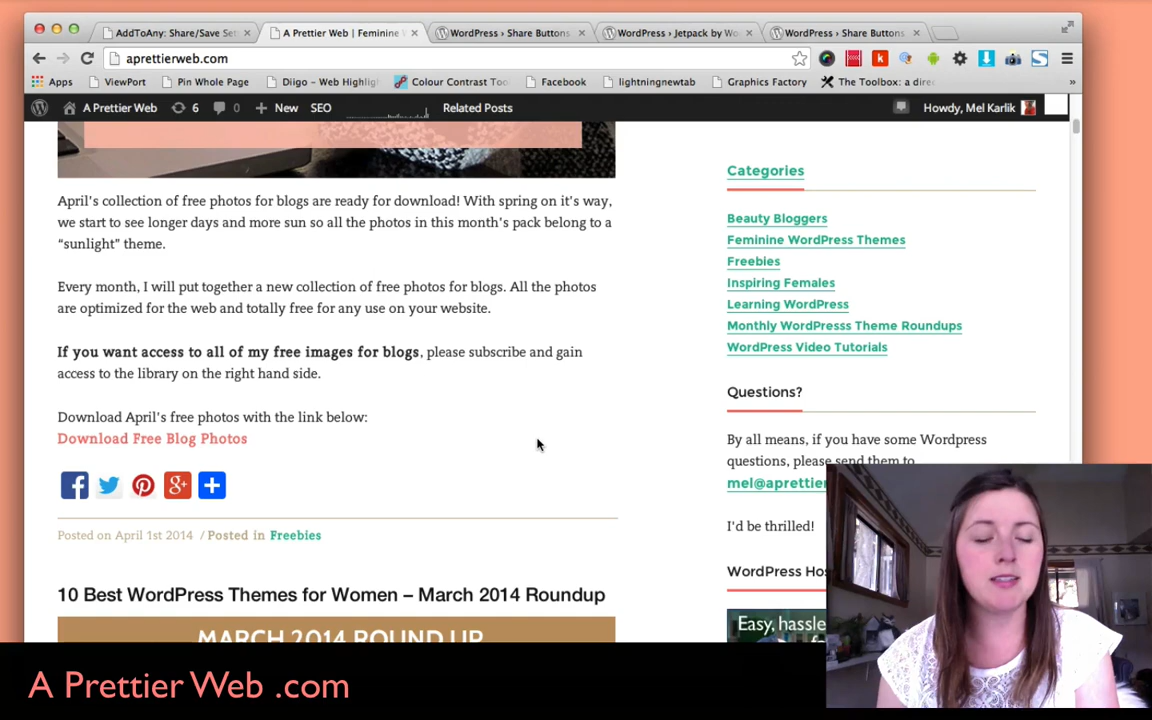 AddToAny: Share/Save Set
A Prettier Web | Feminine
WordPress › Share Buttons
WordPress › Jetpack by Wo
WordPress › Share Buttons
aprettierweb.com
Apps
ViewPort
Pin Whole Page
Diigo – Web Highlig
Colour Contrast Too
Facebook
lightningnewtab
Graphics Factory
The Toolbox: a dire
»
A Prettier Web
6
0
New
SEO
Related Posts
Howdy, Mel Karlik
April's collection of free photos for blogs are ready for download! With spring on it's way,
we start to see longer days and more sun so all the photos in this month's pack belong to a
“sunlight” theme.
Every month, I will put together a new collection of free photos for blogs. All the photos
are optimized for the web and totally free for any use on your website.
If you want access to all of my free images for blogs, please subscribe and gain
access to the library on the right hand side.
Download April's free photos with the link below:
Download Free Blog Photos
Posted on April 1st 2014 / Posted in Freebies
10 Best WordPress Themes for Women – March 2014 Roundup
MARCH 2014 ROUND UP
Categories
Beauty Bloggers
Feminine WordPress Themes
Freebies
Inspiring Females
Learning WordPress
Monthly WordPresss Theme Roundups
WordPress Video Tutorials
Questions?
By all means, if you have some Wordpress
questions, please send them to
mel@aprettier
I'd be thrilled!
WordPress Hos
Easy, hassle
A Prettier Web .com